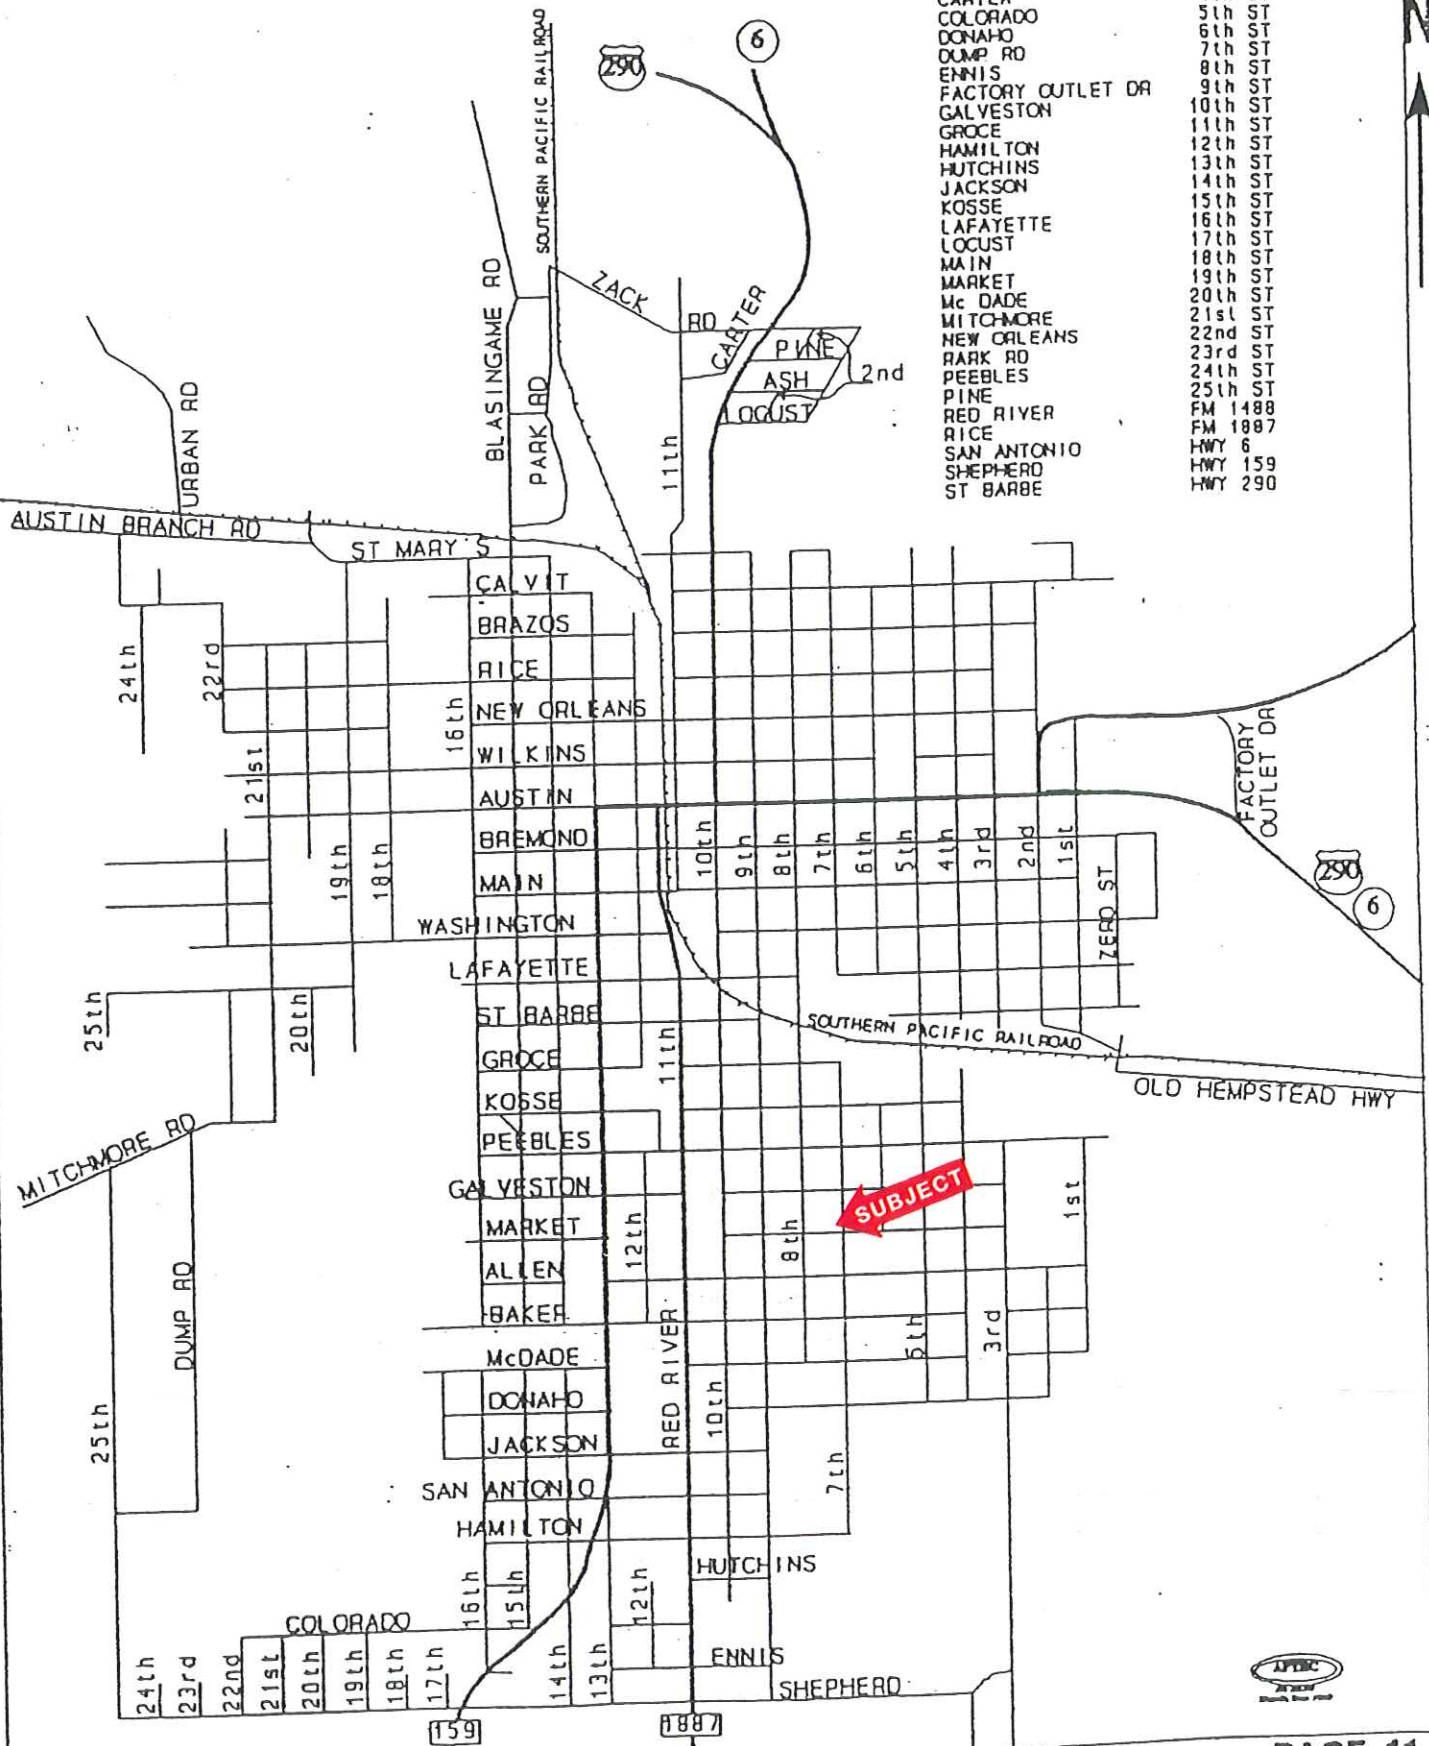 CARTER
COLORADO 5th ST
DONAHO 6th ST
DUMP RD 7th ST
ENNIS 8th ST
FACTORY OUTLET DR 9th ST
GALVESTON 10th ST
GROCE 11th ST
HAMILTON 12th ST
HUTCHINS 13th ST
JACKSON 14th ST
KOSSE 15th ST
LAFAYETTE 16th ST
LOCUST 17th ST
MAIN 18th ST
MARKET 19th ST
Mc DADE 20th ST
MITCHMORE 21st ST
NEW ORLEANS 22nd ST
PARK RD 23rd ST
PEEBLES 24th ST
PINE 25th ST
RED RIVER FM 1488
RICE FM 1887
SAN ANTONIO HWY 6
SHEPHERD HWY 159
ST BARBE HWY 290
N
290
6
SOUTHERN PACIFIC RAILROAD
BLASINGAME RD
PARK RD
URBAN RD
ZACK
RD
CARTER
PINE
ASH
2nd
LOCUST
11th
AUSTIN BRANCH RD
ST MARY'S
CALVIT
BRAZOS
RICE
NEW ORLEANS
WILKINS
AUSTIN
BREMOND
MAIN
WASHINGTON
LAFAYETTE
ST BARBE
GROCE
KOSSE
PEEBLES
GALVESTON
MARKET
ALLEN
BAKER
McDADE
DONAHO
JACKSON
SAN ANTONIO
HAMILTON
HUTCHINS
COLORADO
ENNIS
SHEPHERD
24th
22rd
21st
19th
18th
16th
10th
9th
8th
7th
6th
5th
4th
3rd
2nd
1st
ZERO ST
FACTORY
OUTLET DR
290
6
25th
20th
11th
SOUTHERN PACIFIC RAILROAD
OLD HEMPSTEAD HWY
MITCHMORE RD
DUMP RD
25th
12th
8th
SUBJECT
1st
RED RIVER
10th
3rd
7th
16th
15th
12th
24th
23rd
22nd
21st
20th
19th
18th
17th
14th
13th
159
1887
PAGE 11